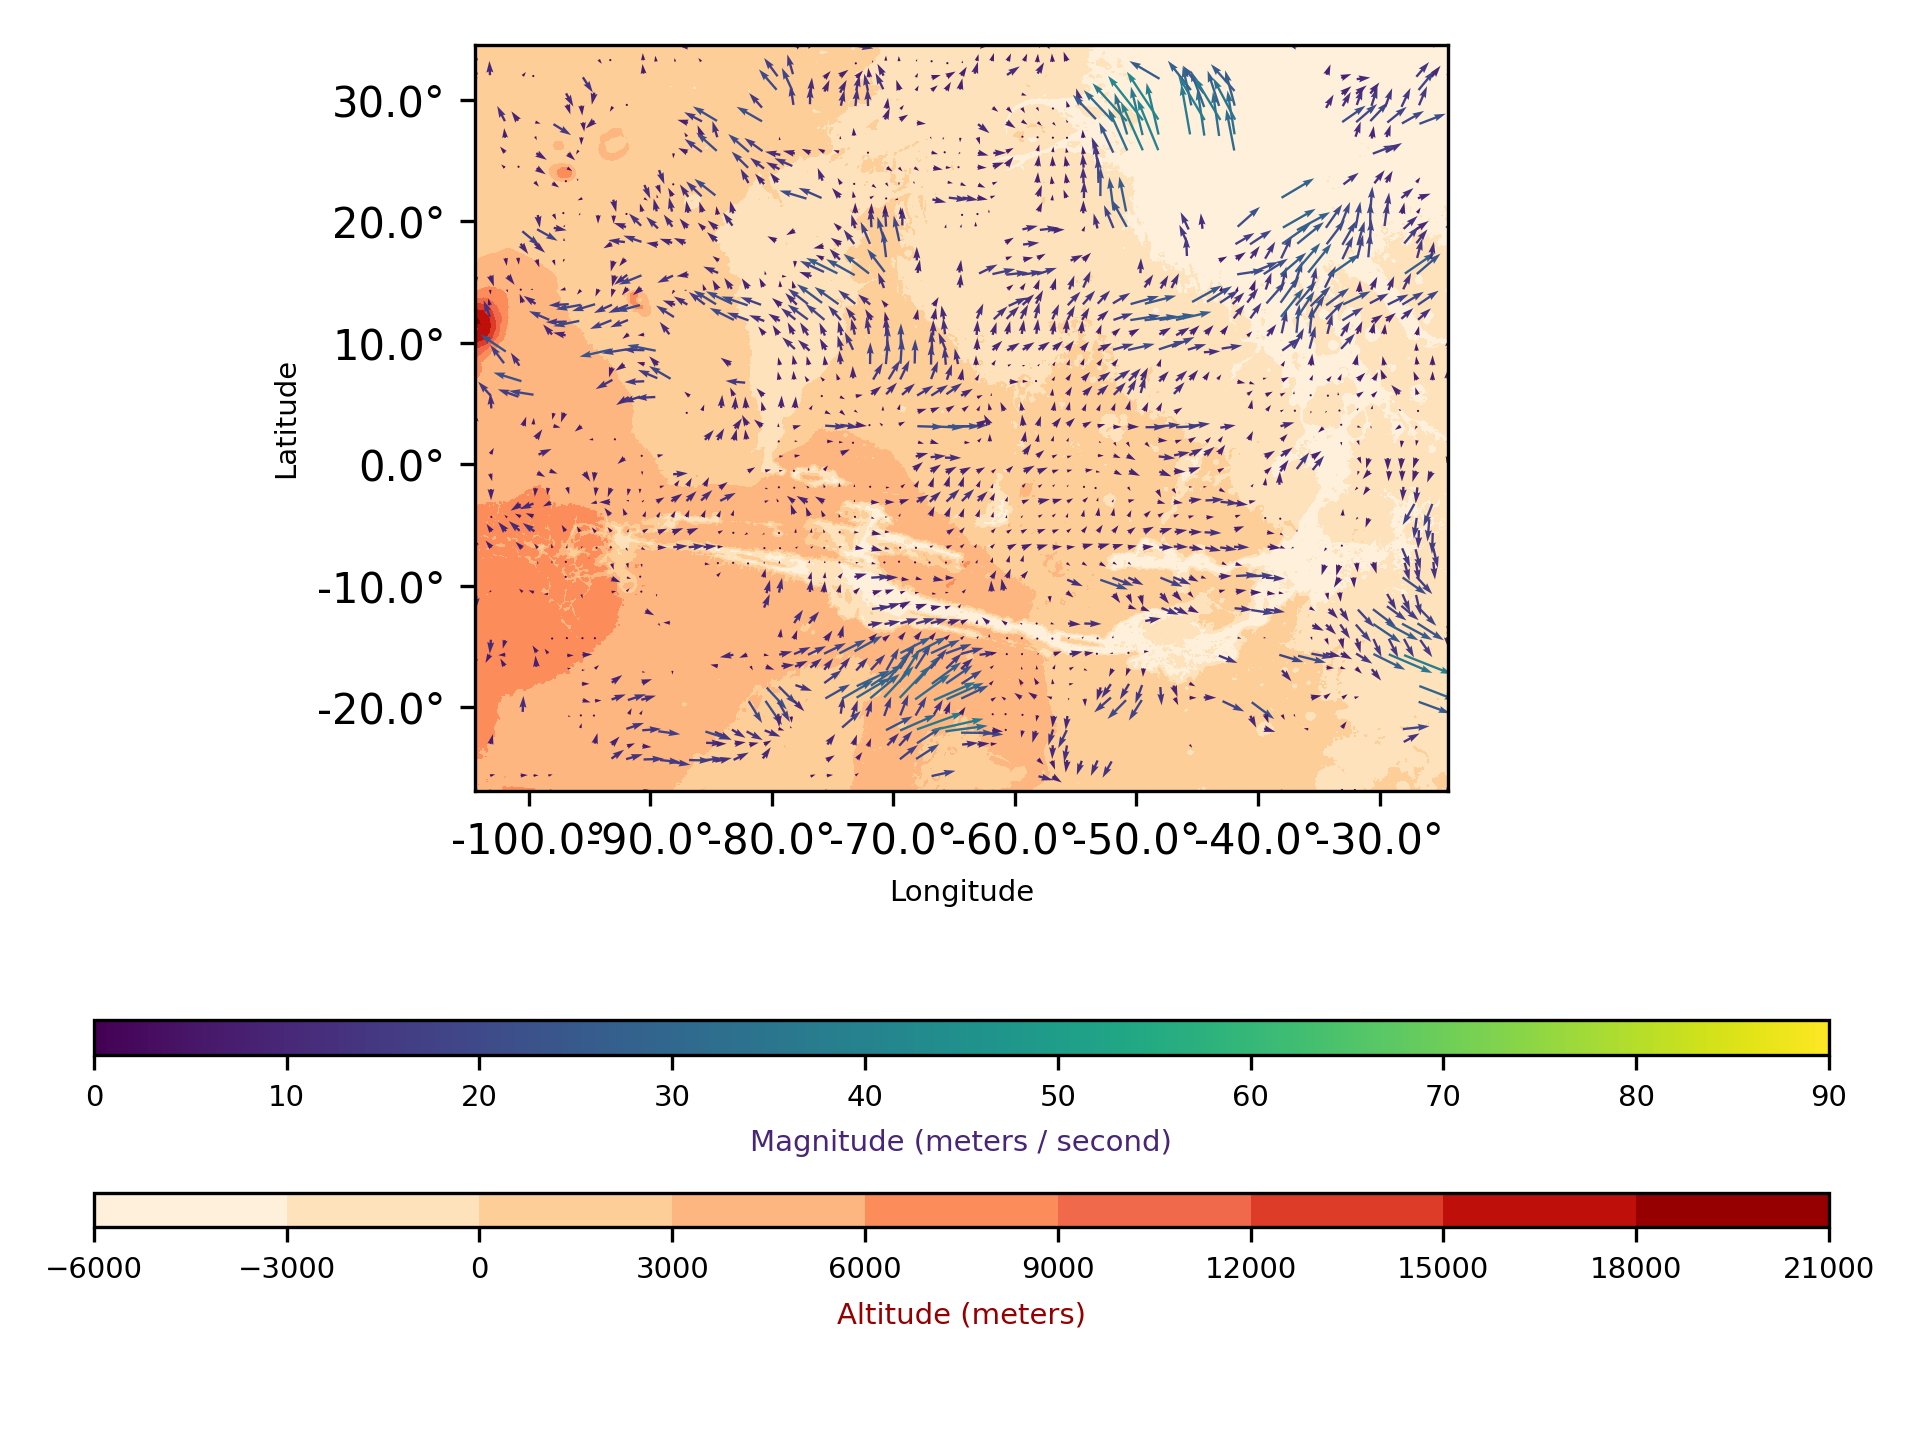 30.0°
20.0°
10.0°
0.0°
-10.0°
-20.0°
Latitude
-100.0° -90.0° -80.0° -70.0° -60.0° -50.0° -40.0° -30.0°
Longitude
0 10 20 30 40 50 60 70 80 90
Magnitude (meters / second)
−6000 −3000 0 3000 6000 9000 12000 15000 18000 21000
Altitude (meters)